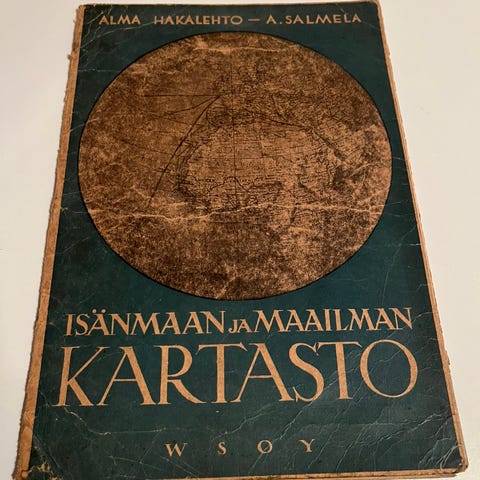 ALMA HAKALEHTO – A. SALMELA
ISÄNMAAN JA MAAILMAN
KARTASTO
WSOY